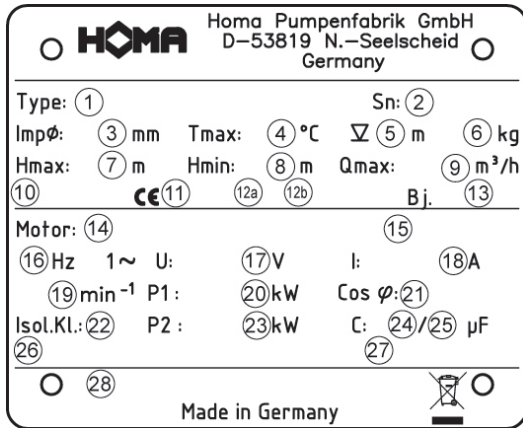 HOMA Homa Pumpenfabrik GmbH
D-53819 N.-Seelscheid
Germany
Type: 1 Sn: 2
Impø: 3 mm Tmax: 4 °C 5 m 6 kg
Hmax: 7 m Hmin: 8 m Qmax: 9 m³/h
10 CE 11 12a 12b Bj. 13
Motor: 14 15
16 Hz 1~ U: 17 V I: 18 A
19 min⁻¹ P1: 20 kW Cos φ: 21
Isol.Kl.: 22 P2: 23 kW C: 24/25 µF
26 27
28
Made in Germany